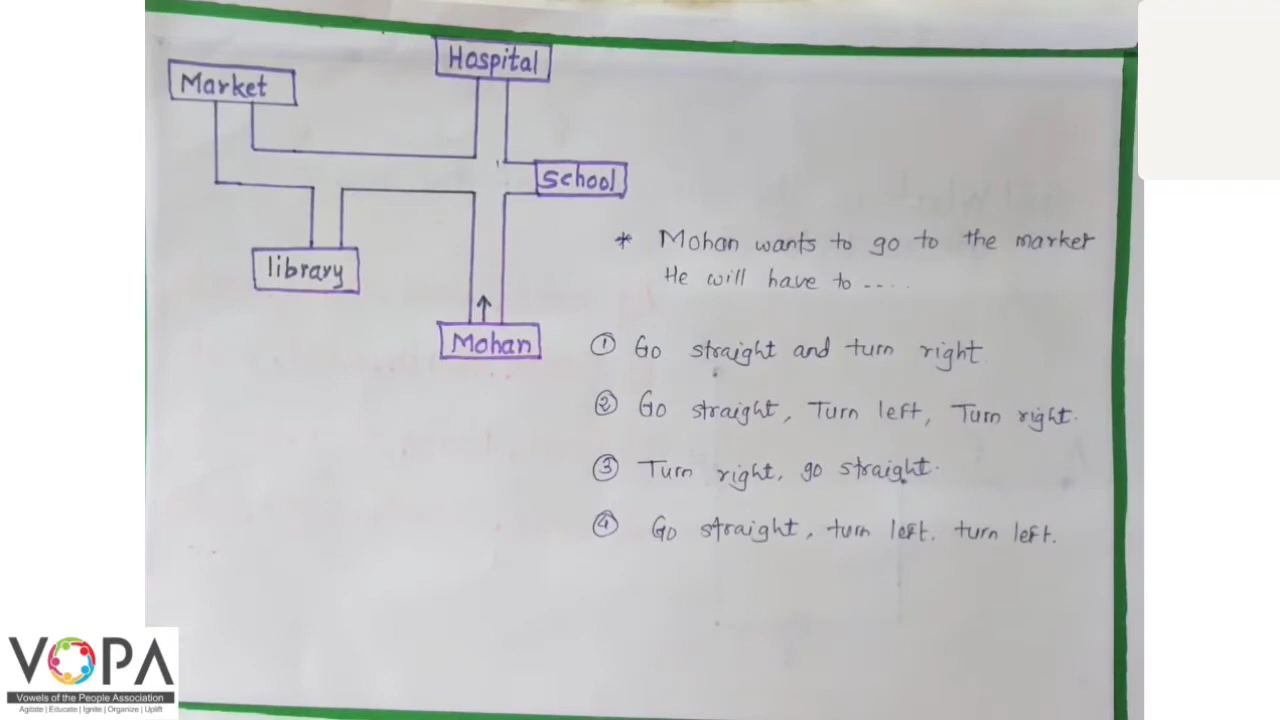 Hospital
Market
School
library
Mohan
* Mohan wants to go to the market
He will have to ----.
① Go straight and turn right.
② Go straight, Turn left, Turn right.
③ Turn right, go straight.
④ Go straight, turn left. turn left.
VOPA
Vowels of the People Association
Agitate | Educate | Ignite | Organize | Uplift